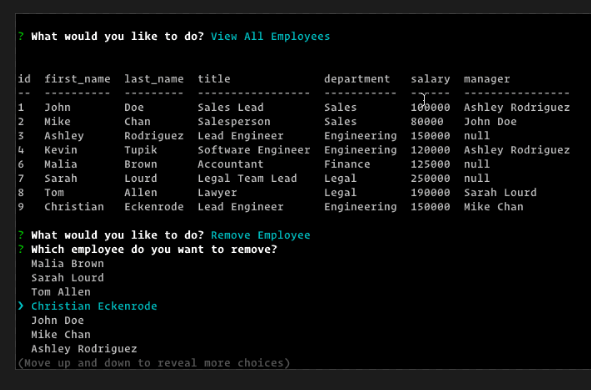 ? What would you like to do? View All Employees
id first_name last_name title department salary manager
-- ---------- --------- ----------------- ----------- ------ ----------------
1 John Doe Sales Lead Sales 100000 Ashley Rodriguez
2 Mike Chan Salesperson Sales 80000 John Doe
3 Ashley Rodriguez Lead Engineer Engineering 150000 null
4 Kevin Tupik Software Engineer Engineering 120000 Ashley Rodriguez
6 Malia Brown Accountant Finance 125000 null
7 Sarah Lourd Legal Team Lead Legal 250000 null
8 Tom Allen Lawyer Legal 190000 Sarah Lourd
9 Christian Eckenrode Lead Engineer Engineering 150000 Mike Chan
? What would you like to do? Remove Employee
? Which employee do you want to remove?
Malia Brown
Sarah Lourd
Tom Allen
❯ Christian Eckenrode
John Doe
Mike Chan
Ashley Rodriguez
(Move up and down to reveal more choices)